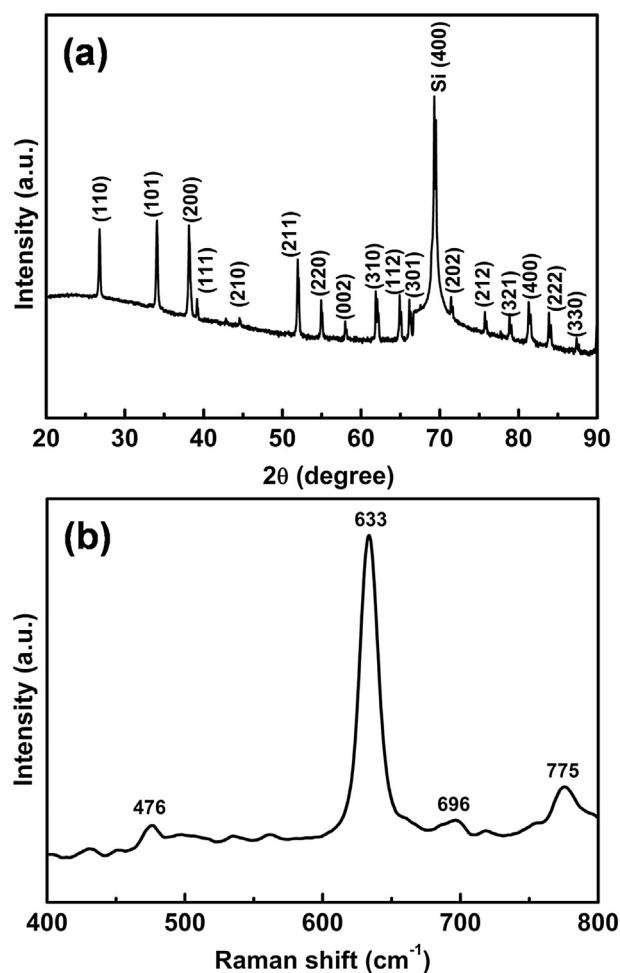 (a)
Intensity (a.u.)
(110)
(101)
(200)
(111)
(210)
(211)
(220)
(002)
(310)
(112)
(301)
Si (400)
(202)
(212)
(321)
(400)
(222)
(330)
20 30 40 50 60 70 80 90
2θ (degree)
(b)
Intensity (a.u.)
476
633
696
775
400 500 600 700 800
Raman shift (cm⁻¹)